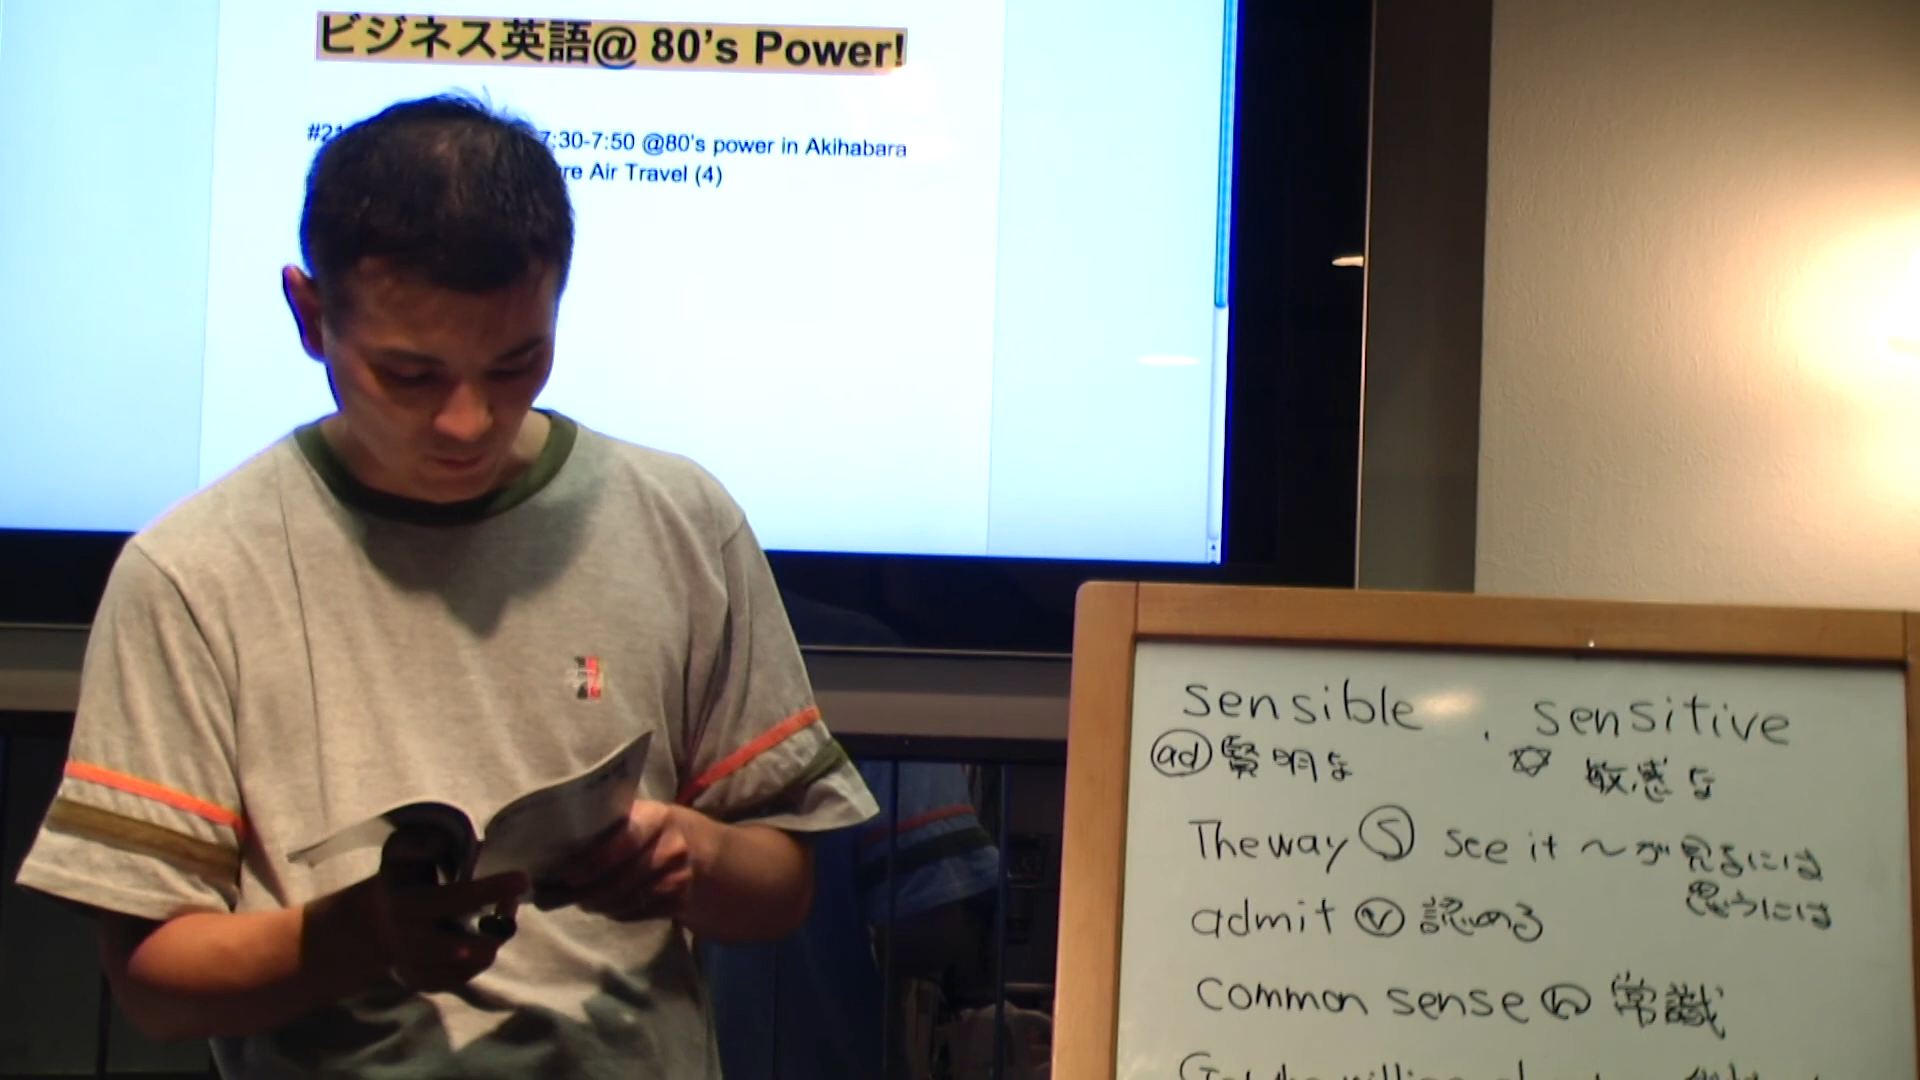 ビジネス英語@ 80's Power!
#21 7:30-7:50 @80's power in Akihabara
re Air Travel (4)
sensible . sensitive
ad 賢明な ☆ 敏感な
The way S see it 〜が見るには
思うには
admit v 認める
common sense n 常識